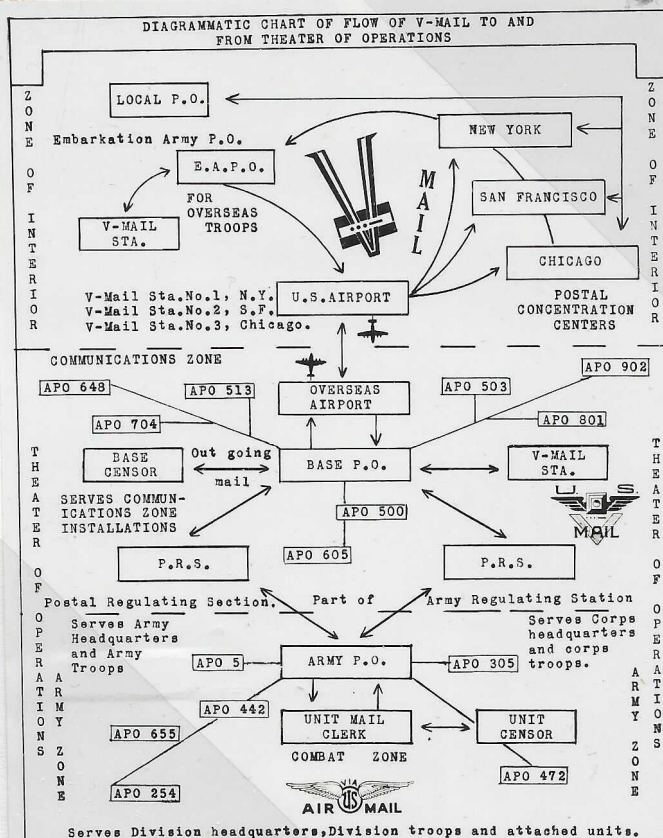 DIAGRAMMATIC CHART OF FLOW OF V-MAIL TO AND
FROM THEATER OF OPERATIONS
ZONE OF INTERIOR
ZONE OF INTERIOR
LOCAL P.O.
NEW YORK
Embarkation Army P.O.
E.A.P.O.
MAIL
SAN FRANCISCO
FOR
OVERSEAS
TROOPS
V-MAIL
STA.
CHICAGO
V-Mail Sta.No.1, N.Y.
V-Mail Sta.No.2, S.F.
V-Mail Sta.No.3, Chicago.
U.S.AIRPORT
POSTAL
CONCENTRATION
CENTERS
COMMUNICATIONS ZONE
APO 648
APO 513
APO 704
OVERSEAS
AIRPORT
APO 503
APO 902
APO 801
THEATER OF OPERATIONS
THEATER OF OPERATIONS
BASE
CENSOR
Out going
mail
BASE P.O.
V-MAIL
STA.
U.S.
MAIL
SERVES COMMUN-
ICATIONS ZONE
INSTALLATIONS
APO 500
APO 605
P.R.S.
P.R.S.
Postal Regulating Section. Part of Army Regulating Station
Serves Army
Headquarters
and Army
Troops
Serves Corps
headquarters
and corps
troops.
APO 5
ARMY P.O.
APO 305
ARMY ZONE
ARMY ZONE
APO 442
APO 655
APO 254
UNIT MAIL
CLERK
UNIT
CENSOR
COMBAT ZONE
APO 472
VIA
AIR US MAIL
Serves Division headquarters,Division troops and attached units.